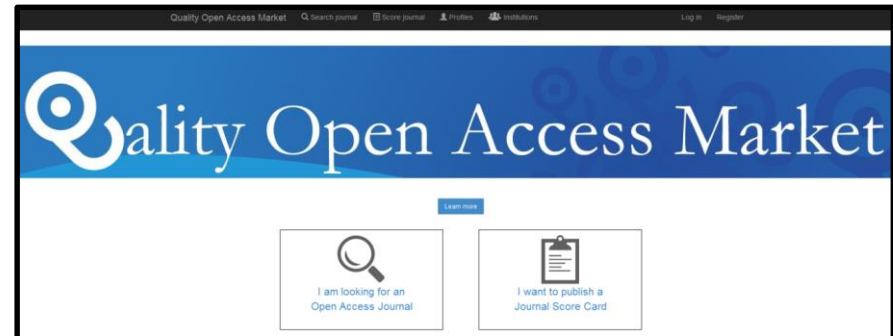 Quality Open Access Market Search journal Score journal Profiles Institutions Log in Register
Quality Open Access Market
Learn more
I am looking for an
Open Access Journal
I want to publish a
Journal Score Card